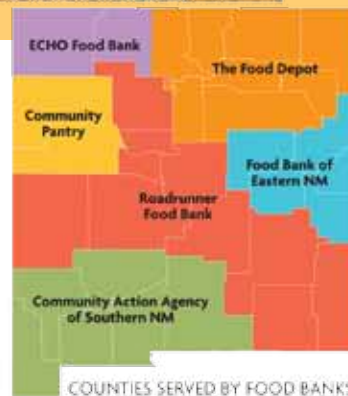 ECHO Food Bank
The Food Depot
Community
Pantry
Food Bank of
Eastern NM
Roadrunner
Food Bank
Community Action Agency
of Southern NM
COUNTIES SERVED BY FOOD BANKS